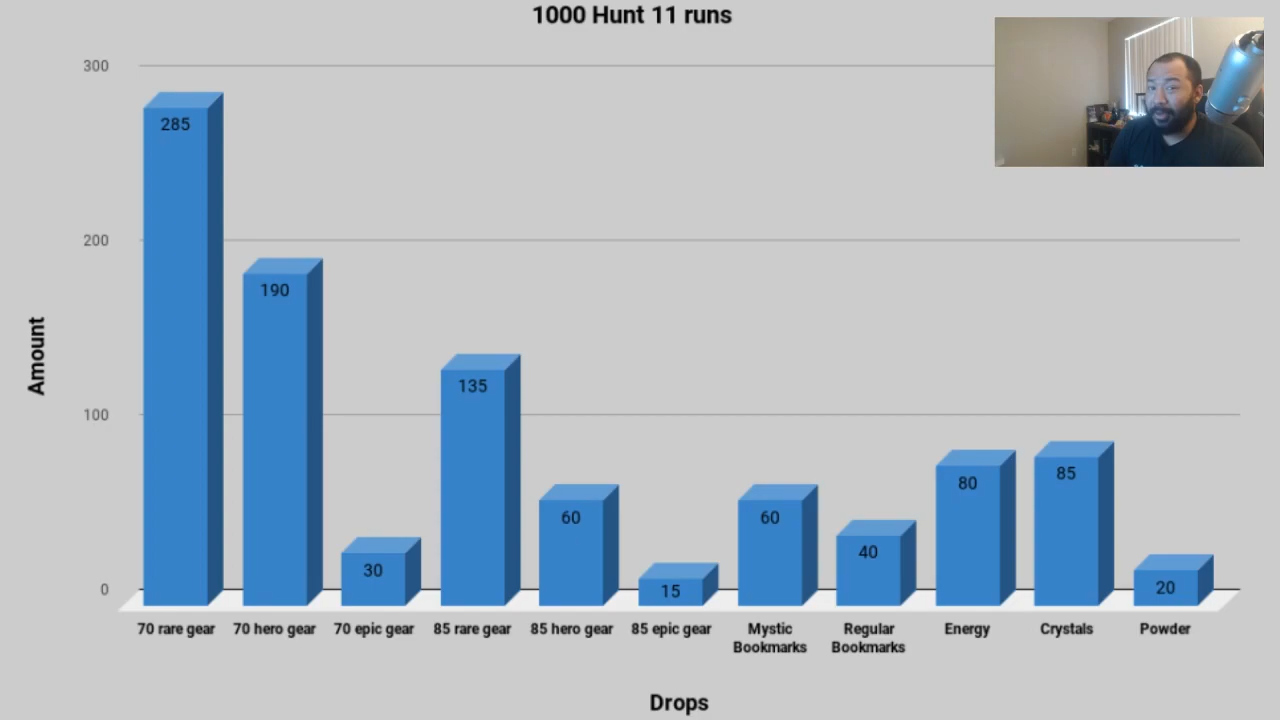 1000 Hunt 11 runs
300
200
100
0
Amount
285
190
30
135
60
15
60
40
80
85
20
70 rare gear
70 hero gear
70 epic gear
85 rare gear
85 hero gear
85 epic gear
Mystic
Bookmarks
Regular
Bookmarks
Energy
Crystals
Powder
Drops